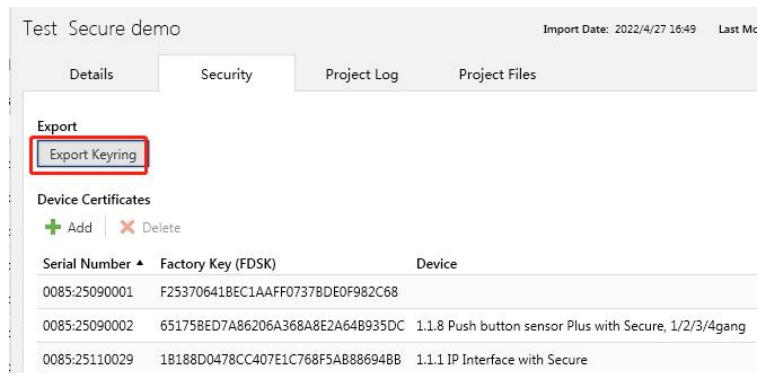 Test Secure demo Import Date: 2022/4/27 16:49 Last Mo
Details Security Project Log Project Files
Export
Export Keyring
Device Certificates
Add Delete
Serial Number Factory Key (FDSK) Device
0085:25090001 F25370641BEC1AAFF0737BDE0F982C68
0085:25090002 65175BED7A86206A368A8E2A64B935DC 1.1.8 Push button sensor Plus with Secure, 1/2/3/4gang
0085:25110029 1B188D0478CC407E1C768F5AB88694BB 1.1.1 IP Interface with Secure